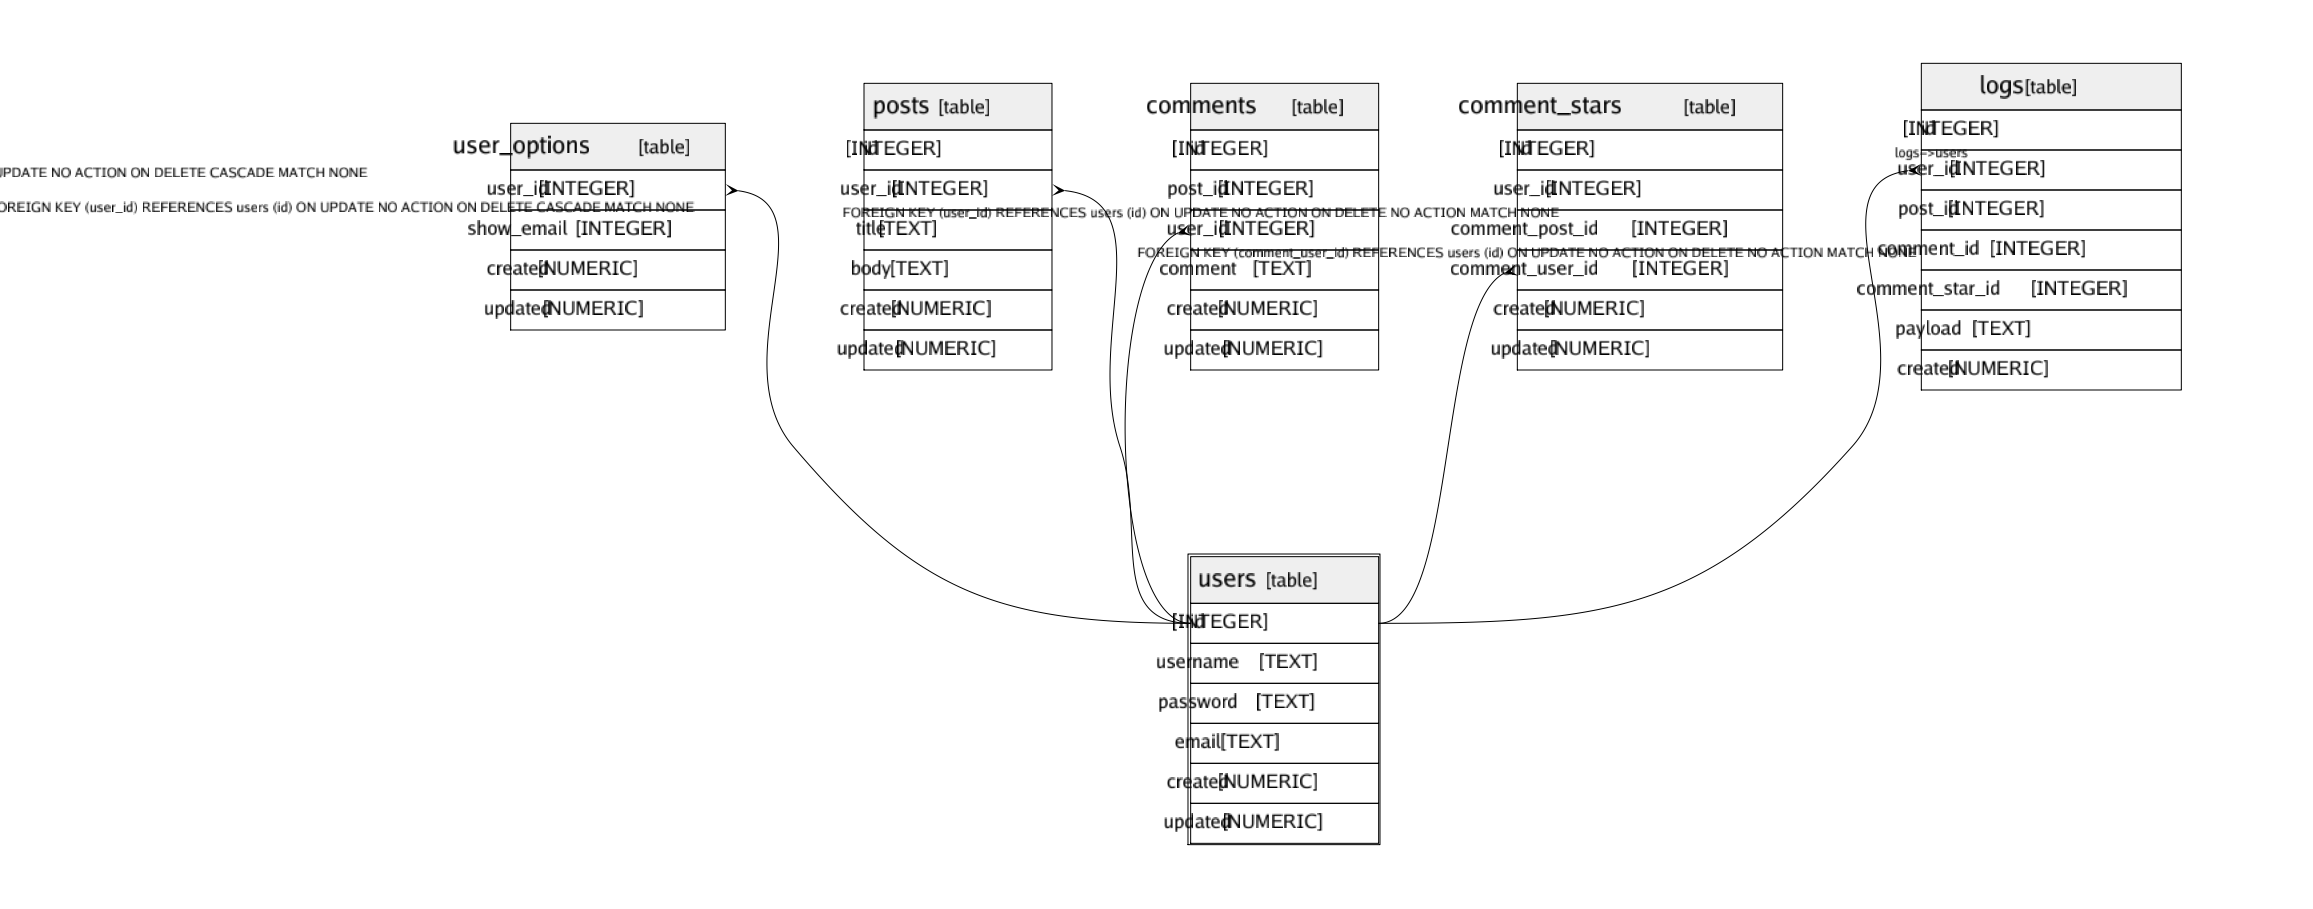 user_options [table]
UPDATE NO ACTION ON DELETE CASCADE MATCH NONE
user_id [INTEGER]
FOREIGN KEY (user_id) REFERENCES users (id) ON UPDATE NO ACTION ON DELETE CASCADE MATCH NONE
show_email [INTEGER]
created [NUMERIC]
updated [NUMERIC]
posts [table]
id [INTEGER]
user_id [INTEGER]
FOREIGN KEY (user_id) REFERENCES users (id) ON UPDATE NO ACTION ON DELETE NO ACTION MATCH NONE
title [TEXT]
body [TEXT]
created [NUMERIC]
updated [NUMERIC]
comments [table]
id [INTEGER]
post_id [INTEGER]
user_id [INTEGER]
FOREIGN KEY (comment_user_id) REFERENCES users (id) ON UPDATE NO ACTION ON DELETE NO ACTION MATCH NONE
comment [TEXT]
created [NUMERIC]
updated [NUMERIC]
comment_stars [table]
id [INTEGER]
user_id [INTEGER]
comment_post_id [INTEGER]
comment_user_id [INTEGER]
created [NUMERIC]
updated [NUMERIC]
logs [table]
id [INTEGER]
logs->users
user_id [INTEGER]
post_id [INTEGER]
comment_id [INTEGER]
comment_star_id [INTEGER]
payload [TEXT]
created [NUMERIC]
users [table]
id [INTEGER]
username [TEXT]
password [TEXT]
email [TEXT]
created [NUMERIC]
updated [NUMERIC]